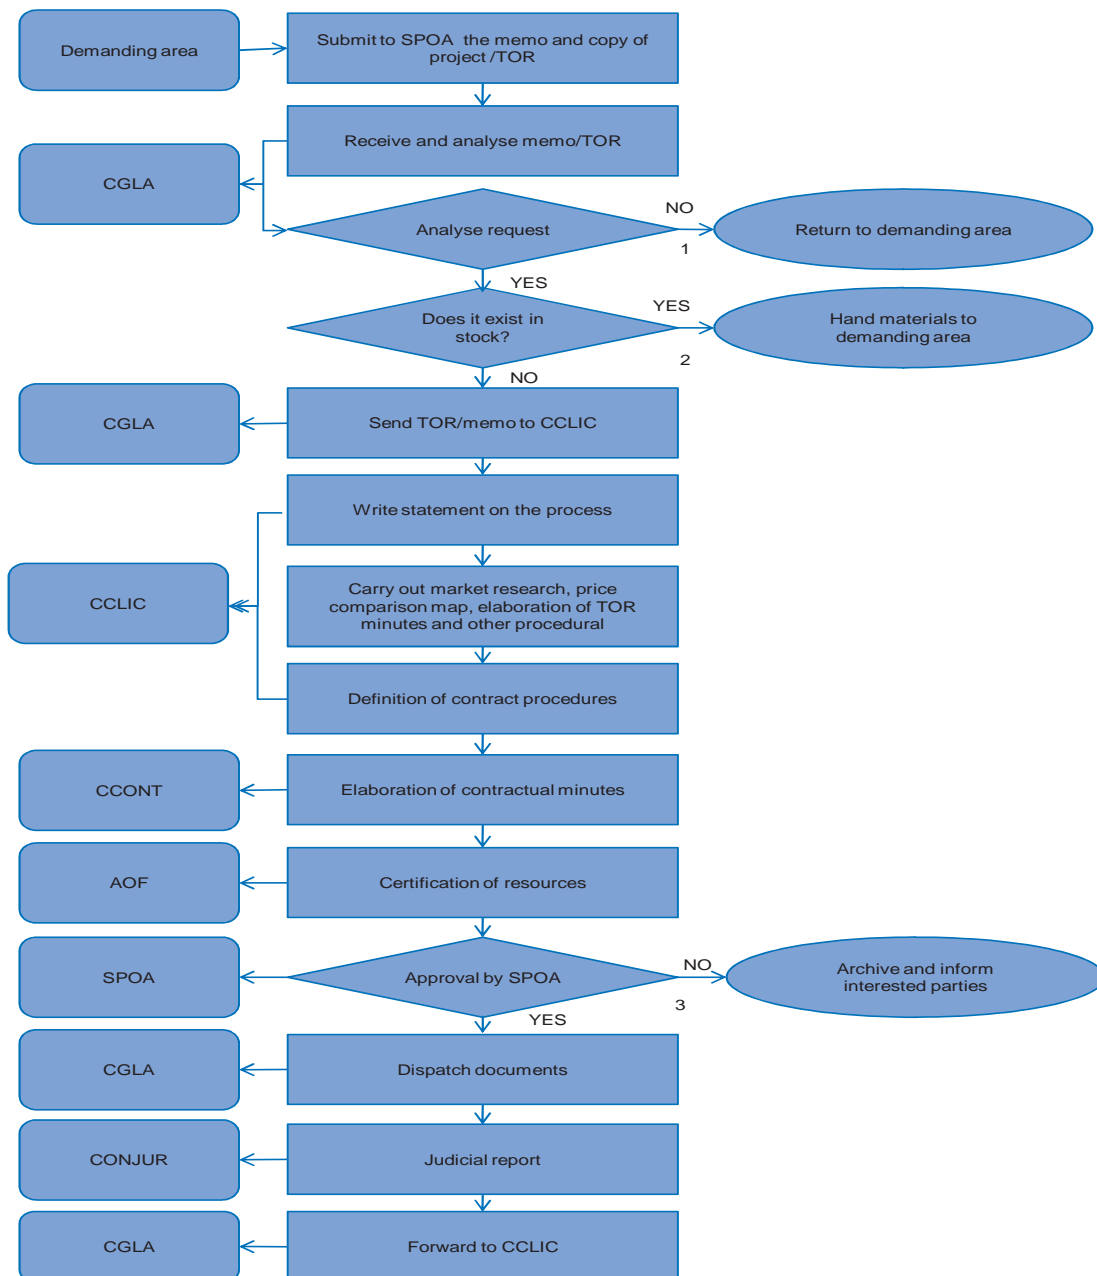 Demanding area
Submit to SPOA the memo and copy of
project /TOR
Receive and analyse memo/TOR
CGLA
Analyse request
NO
1
Return to demanding area
YES
Does it exist in
stock?
YES
2
Hand materials to
demanding area
NO
CGLA
Send TOR/memo to CCLIC
Write statement on the process
CCLIC
Carry out market research, price
comparison map, elaboration of TOR
minutes and other procedural
Definition of contract procedures
CCONT
Elaboration of contractual minutes
AOF
Certification of resources
SPOA
Approval by SPOA
NO
3
Archive and inform
interested parties
YES
CGLA
Dispatch documents
CONJUR
Judicial report
CGLA
Forward to CCLIC